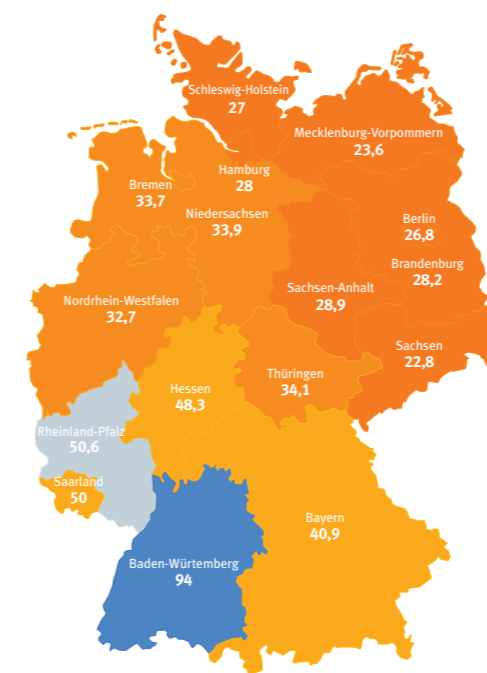 Schleswig-Holstein
27
Mecklenburg-Vorpommern
23,6
Hamburg
28
Bremen
33,7
Niedersachsen
33,9
Berlin
26,8
Brandenburg
28,2
Sachsen-Anhalt
28,9
Nordrhein-Westfalen
32,7
Sachsen
22,8
Thüringen
34,1
Hessen
48,3
Rheinland-Pfalz
50,6
Saarland
50
Bayern
40,9
Baden-Würtemberg
94